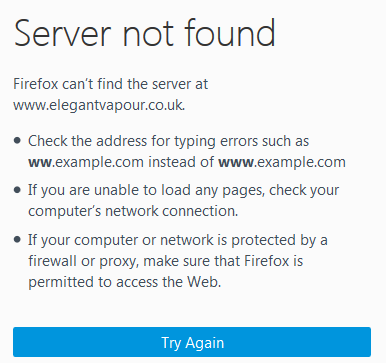 Server not found
Firefox can’t find the server at
www.elegantvapour.co.uk.
• Check the address for typing errors such as
ww.example.com instead of www.example.com
• If you are unable to load any pages, check your
computer’s network connection.
• If your computer or network is protected by a
firewall or proxy, make sure that Firefox is
permitted to access the Web.
Try Again